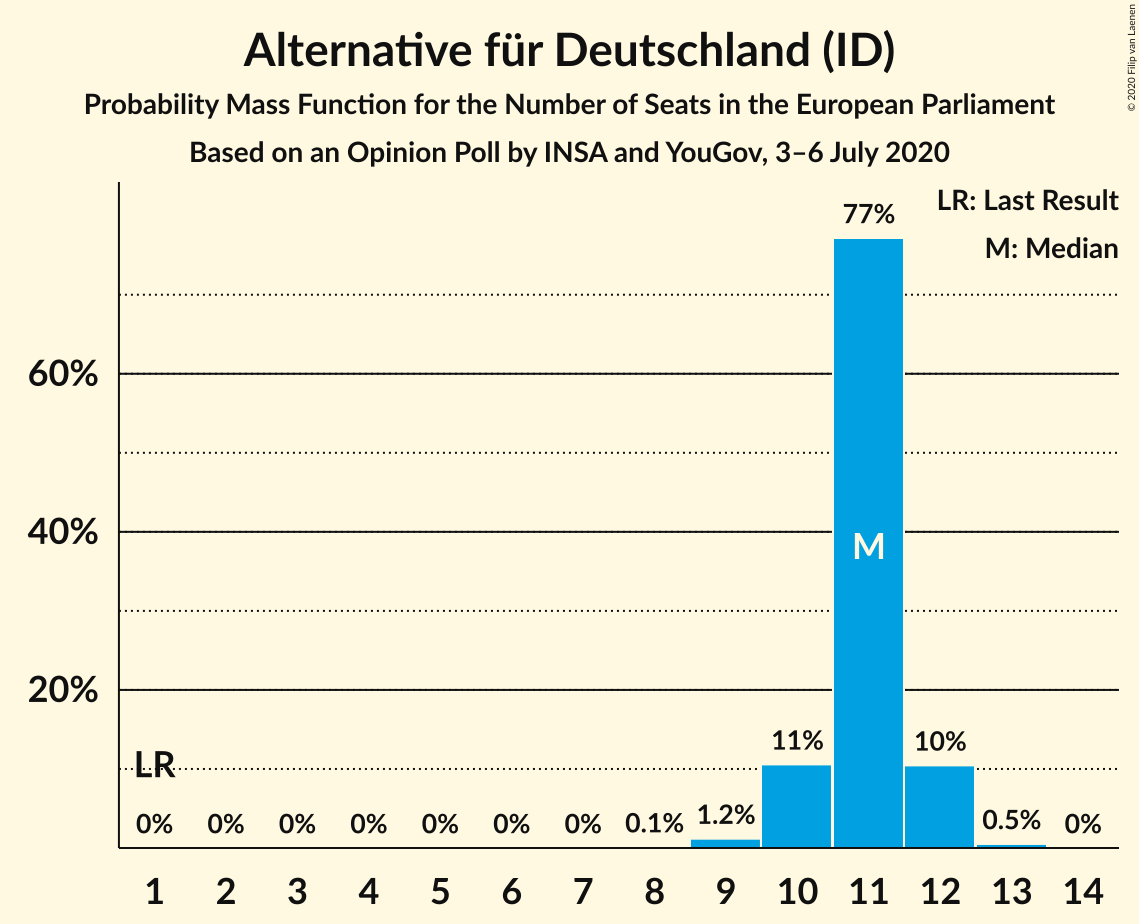 Alternative für Deutschland (ID)
Probability Mass Function for the Number of Seats in the European Parliament
Based on an Opinion Poll by INSA and YouGov, 3–6 July 2020
© 2020 Filip van Laenen
LR: Last Result
M: Median
77%
60%
40%
M
20%
11%
10%
LR
0%
0%
0%
0%
0%
0%
0%
0.1%
1.2%
0.5%
0%
1 2 3 4 5 6 7 8 9 10 11 12 13 14